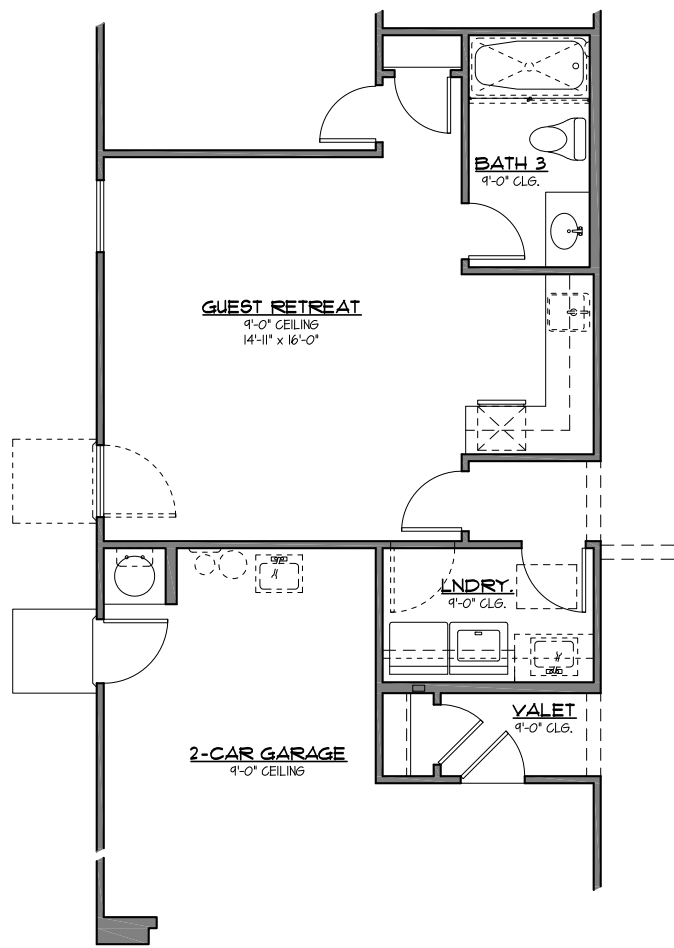 BATH 3
9'-0" CLG.
GUEST RETREAT
9'-0" CEILING
14'-11" x 16'-0"
LNDRY.
9'-0" CLG.
VALET
9'-0" CLG.
2-CAR GARAGE
9'-0" CEILING